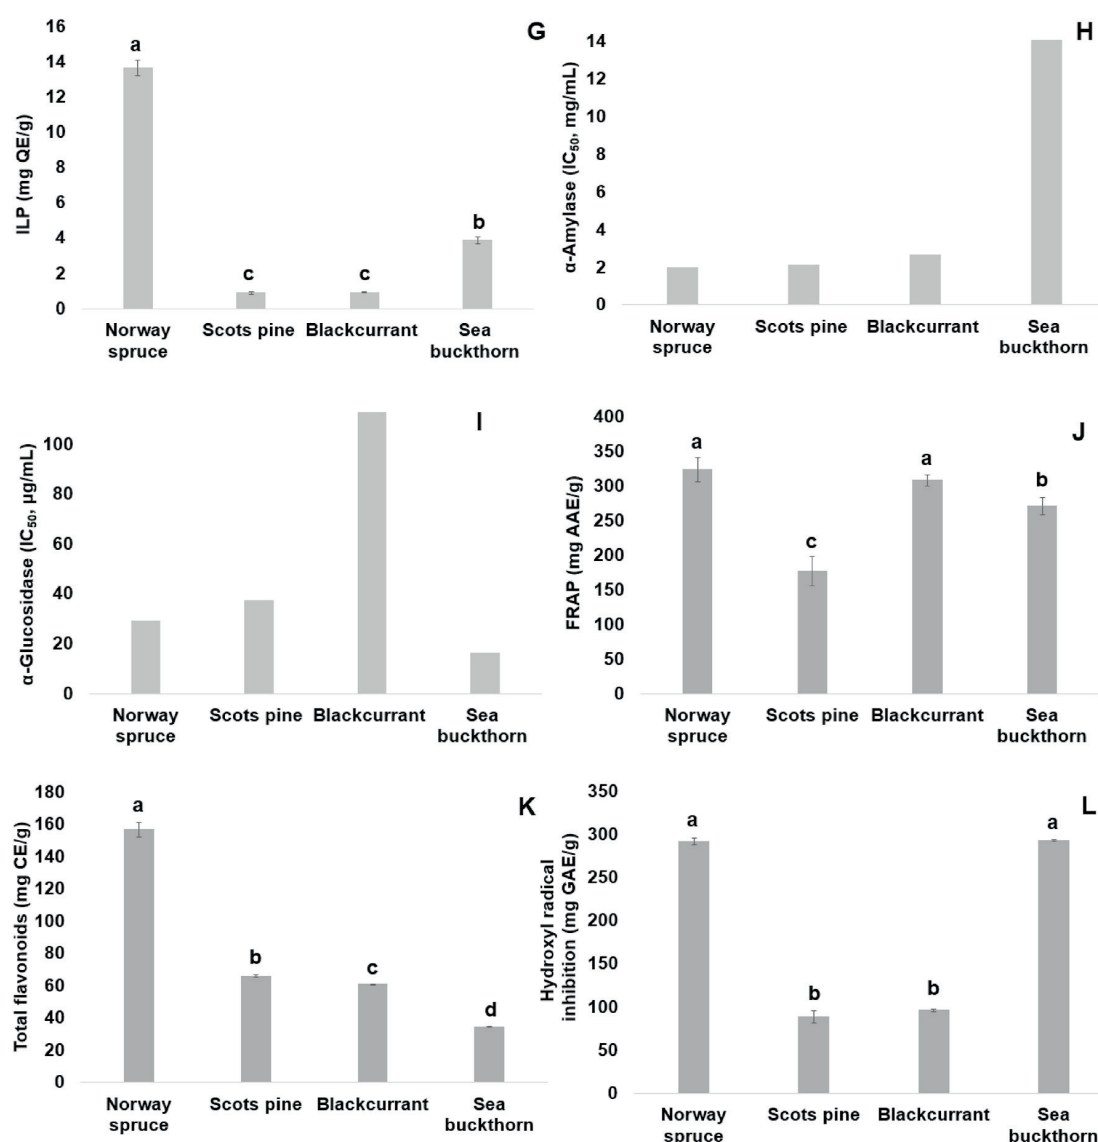 G
ILP (mg QE/g)
16
14
12
10
8
6
4
2
0
a
c
c
b
Norway
spruce
Scots pine
Blackcurrant
Sea
buckthorn
H
α-Amylase (IC₅₀, mg/mL)
14
12
10
8
6
4
2
0
Norway
spruce
Scots pine
Blackcurrant
Sea
buckthorn
I
α-Glucosidase (IC₅₀, µg/mL)
100
80
60
40
20
0
Norway
spruce
Scots pine
Blackcurrant
Sea
buckthorn
J
FRAP (mg AAE/g)
400
350
300
250
200
150
100
50
0
a
c
a
b
Norway
spruce
Scots pine
Blackcurrant
Sea
buckthorn
K
Total flavonoids (mg CE/g)
180
160
140
120
100
80
60
40
20
0
a
b
c
d
Norway
spruce
Scots pine
Blackcurrant
Sea
buckthorn
L
Hydroxyl radical
inhibition (mg GAE/g)
350
300
250
200
150
100
50
0
a
b
b
a
Norway
spruce
Scots pine
Blackcurrant
Sea
buckthorn